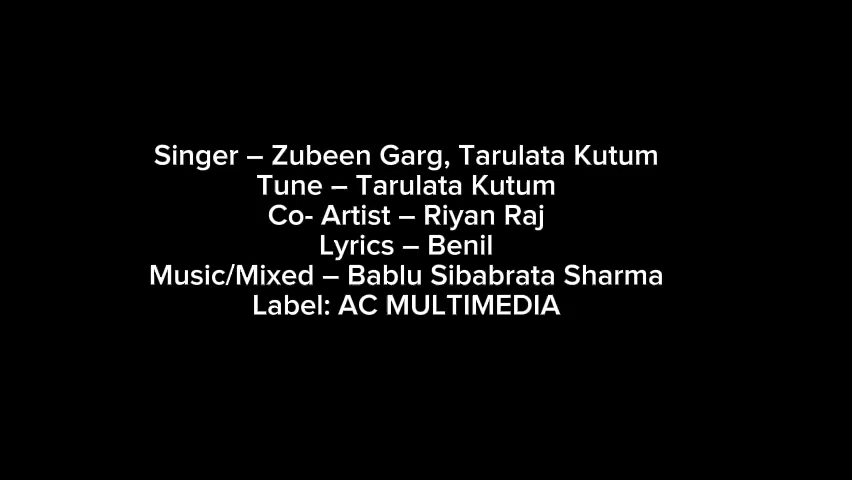 Singer – Zubeen Garg, Tarulata Kutum
Tune – Tarulata Kutum
Co- Artist – Riyan Raj
Lyrics – Benil
Music/Mixed – Bablu Sibabrata Sharma
Label: AC MULTIMEDIA